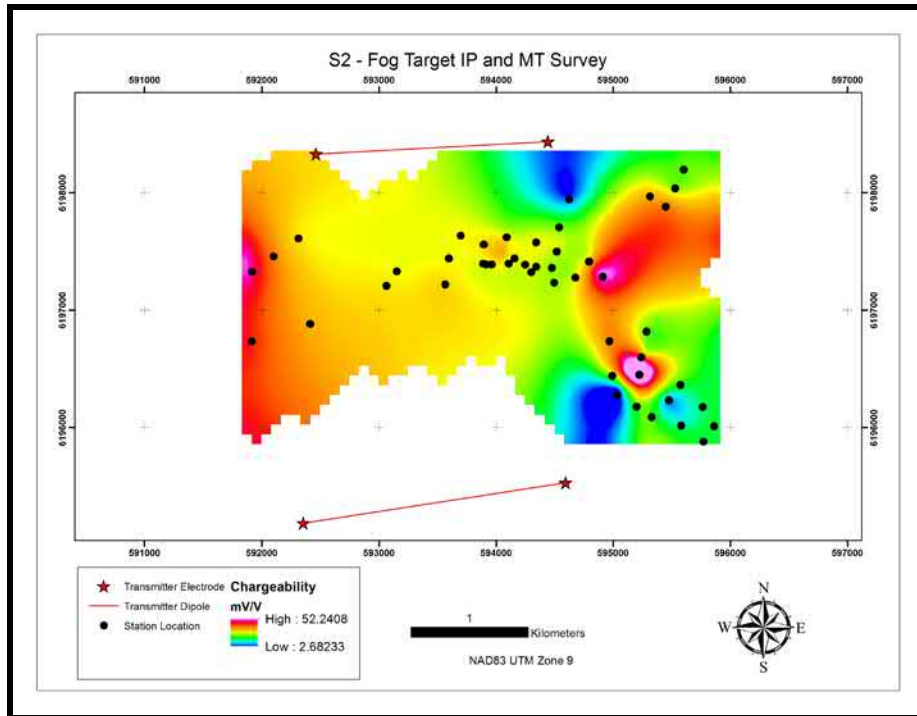 S2 - Fog Target IP and MT Survey
591000 592000 593000 594000 595000 596000 597000
6198000 6198000
6197000 6197000
6196000 6196000
591000 592000 593000 594000 595000 596000 597000
Transmitter Electrode
Transmitter Dipole
Station Location
Chargeability
mV/V
High : 52.2408
Low : 2.68233
1
Kilometers
NAD83 UTM Zone 9
N
W E
S